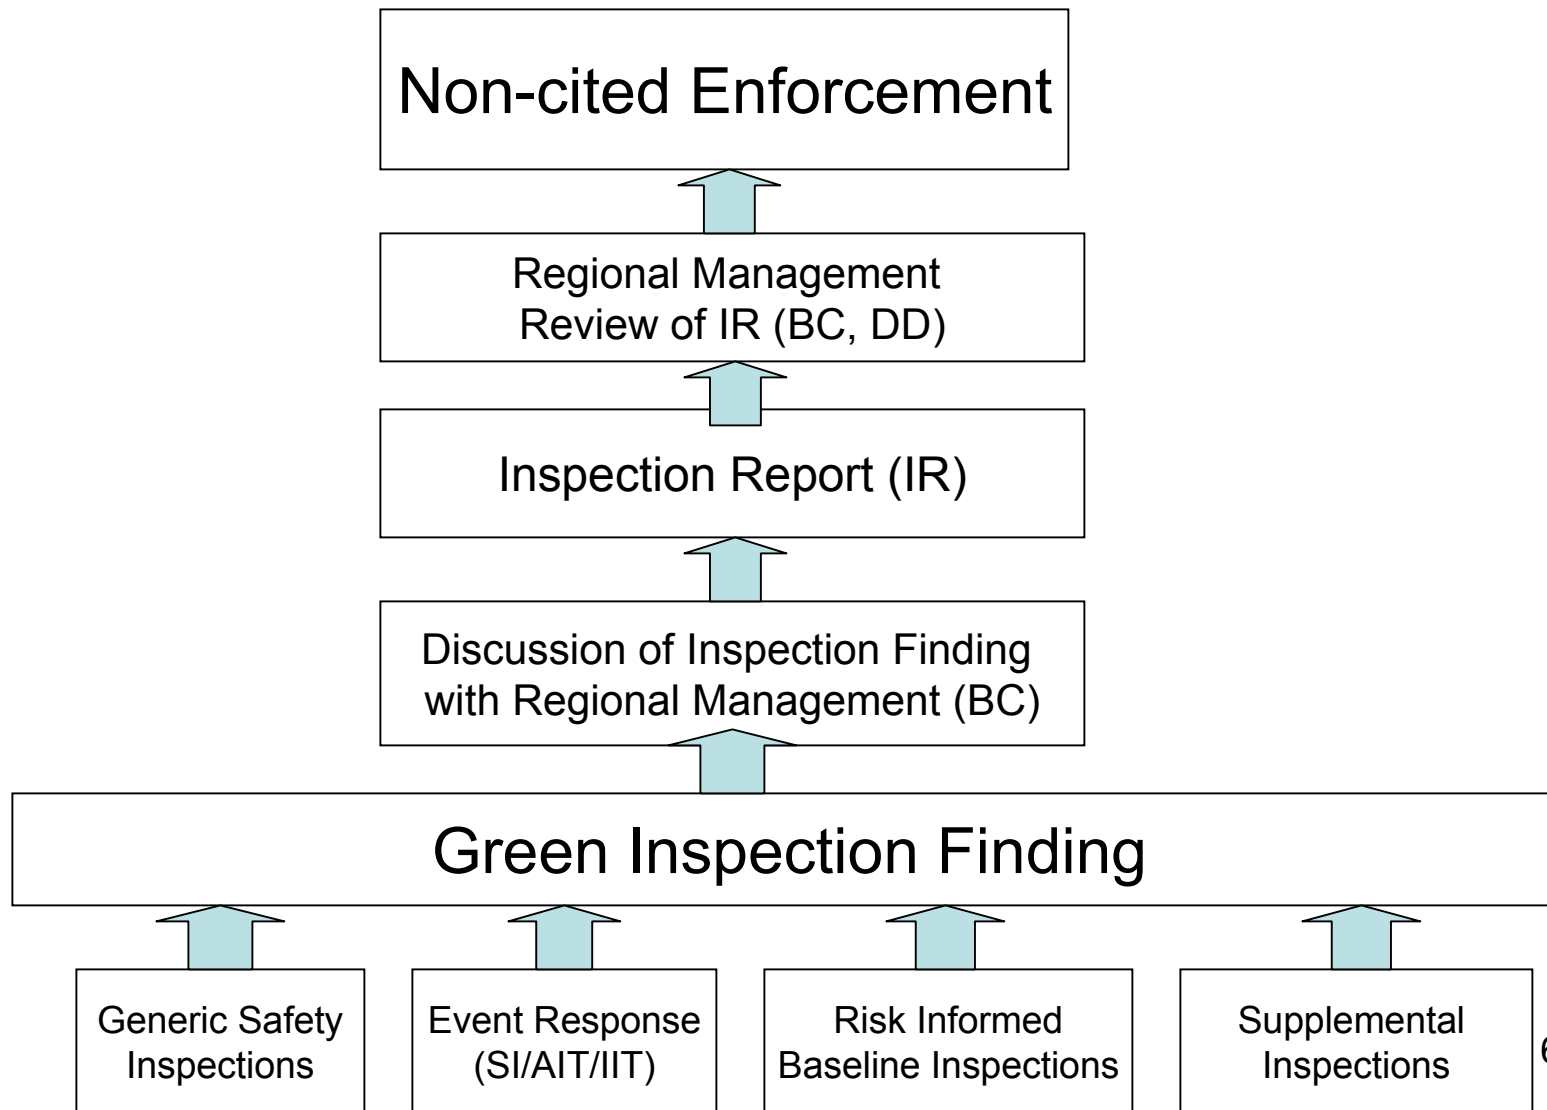 Non-cited Enforcement
Regional Management
Review of IR (BC, DD)
Inspection Report (IR)
Discussion of Inspection Finding
with Regional Management (BC)
Green Inspection Finding
Generic Safety
Inspections
Event Response
(SI/AIT/IIT)
Risk Informed
Baseline Inspections
Supplemental
Inspections